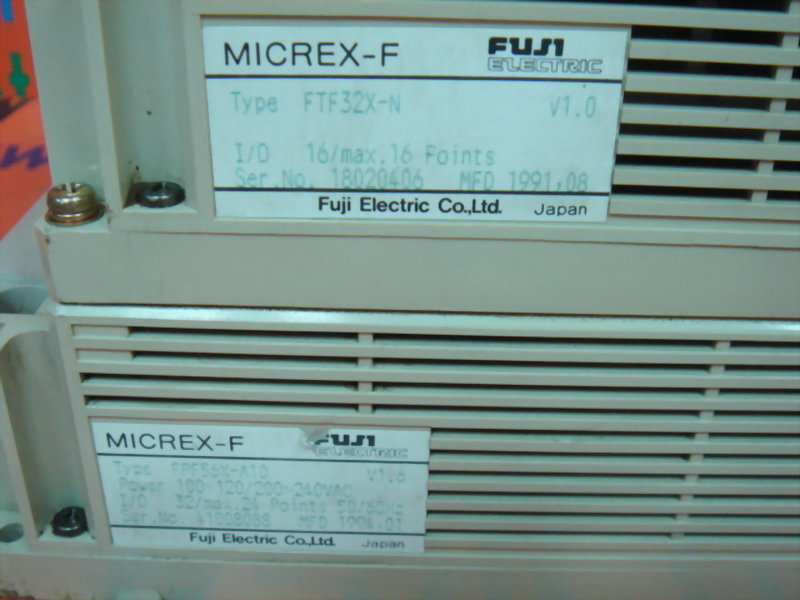 MICREX-F FUJI ELECTRIC
Type FTF32X-N V1.0
I/O 16/max.16 Points
Ser.No. 18020406 MFD 1991,08
Fuji Electric Co.,Ltd. Japan
MICREX-F FUJI ELECTRIC
Type FPF56X-A10 V1.6
Power 100-120/200-240VAC
I/O 32/max.24 Points 50/60Hz
Ser.No. MFD 1994.01
Fuji Electric Co.,Ltd. Japan